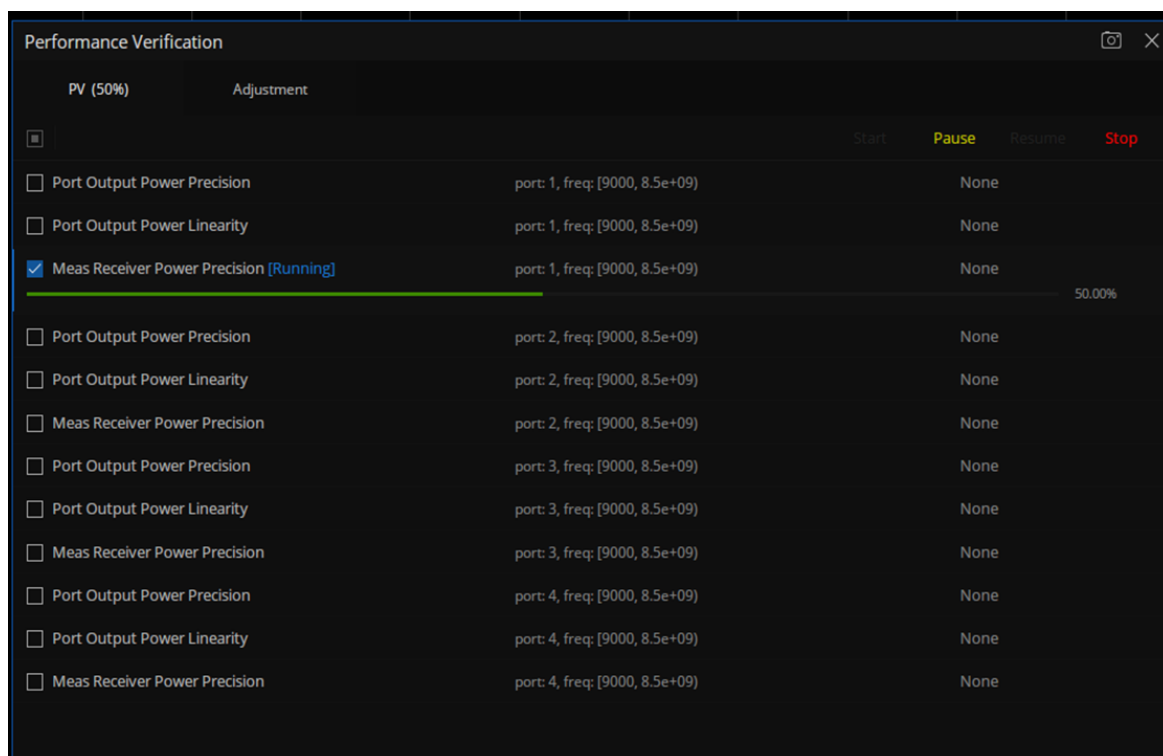 Performance Verification
PV (50%) Adjustment
Start Pause Resume Stop
Port Output Power Precision port: 1, freq: [9000, 8.5e+09) None
Port Output Power Linearity port: 1, freq: [9000, 8.5e+09) None
Meas Receiver Power Precision [Running] port: 1, freq: [9000, 8.5e+09) None
50.00%
Port Output Power Precision port: 2, freq: [9000, 8.5e+09) None
Port Output Power Linearity port: 2, freq: [9000, 8.5e+09) None
Meas Receiver Power Precision port: 2, freq: [9000, 8.5e+09) None
Port Output Power Precision port: 3, freq: [9000, 8.5e+09) None
Port Output Power Linearity port: 3, freq: [9000, 8.5e+09) None
Meas Receiver Power Precision port: 3, freq: [9000, 8.5e+09) None
Port Output Power Precision port: 4, freq: [9000, 8.5e+09) None
Port Output Power Linearity port: 4, freq: [9000, 8.5e+09) None
Meas Receiver Power Precision port: 4, freq: [9000, 8.5e+09) None